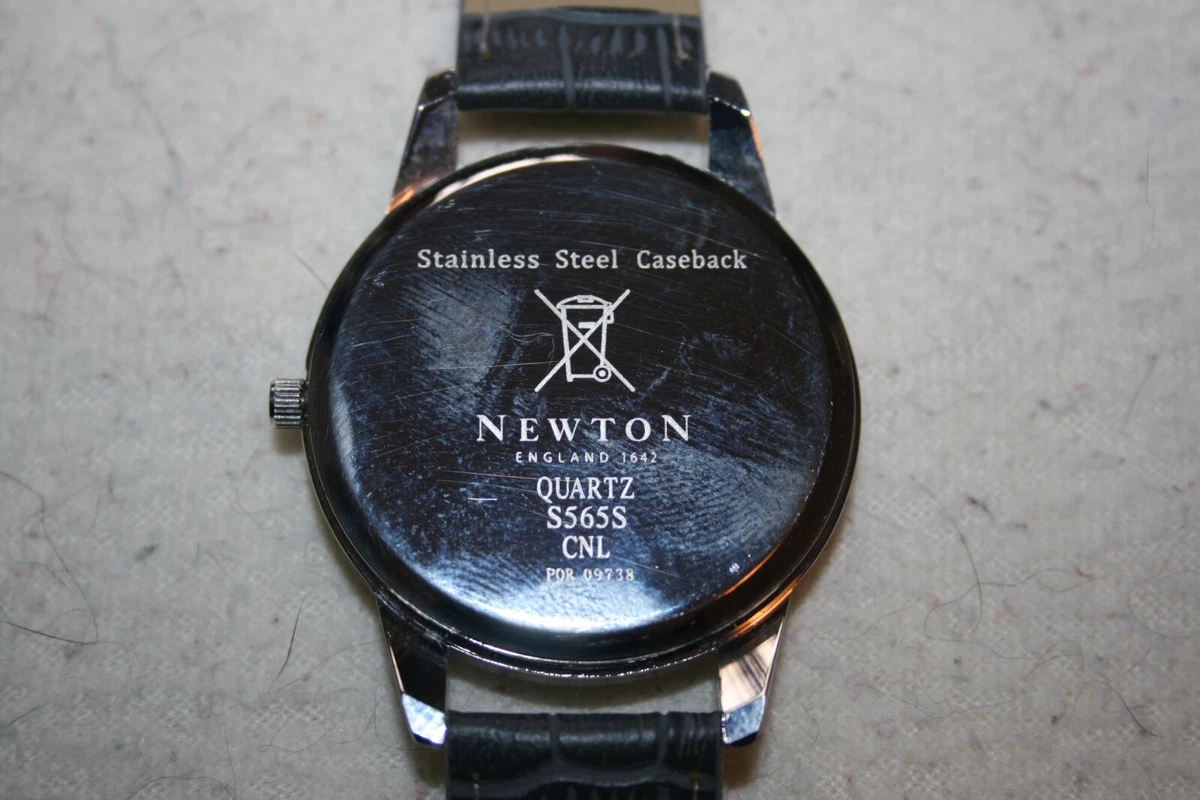 Stainless Steel Caseback
NEWTON
ENGLAND 1642
QUARTZ
S565S
CNL
POR 09738